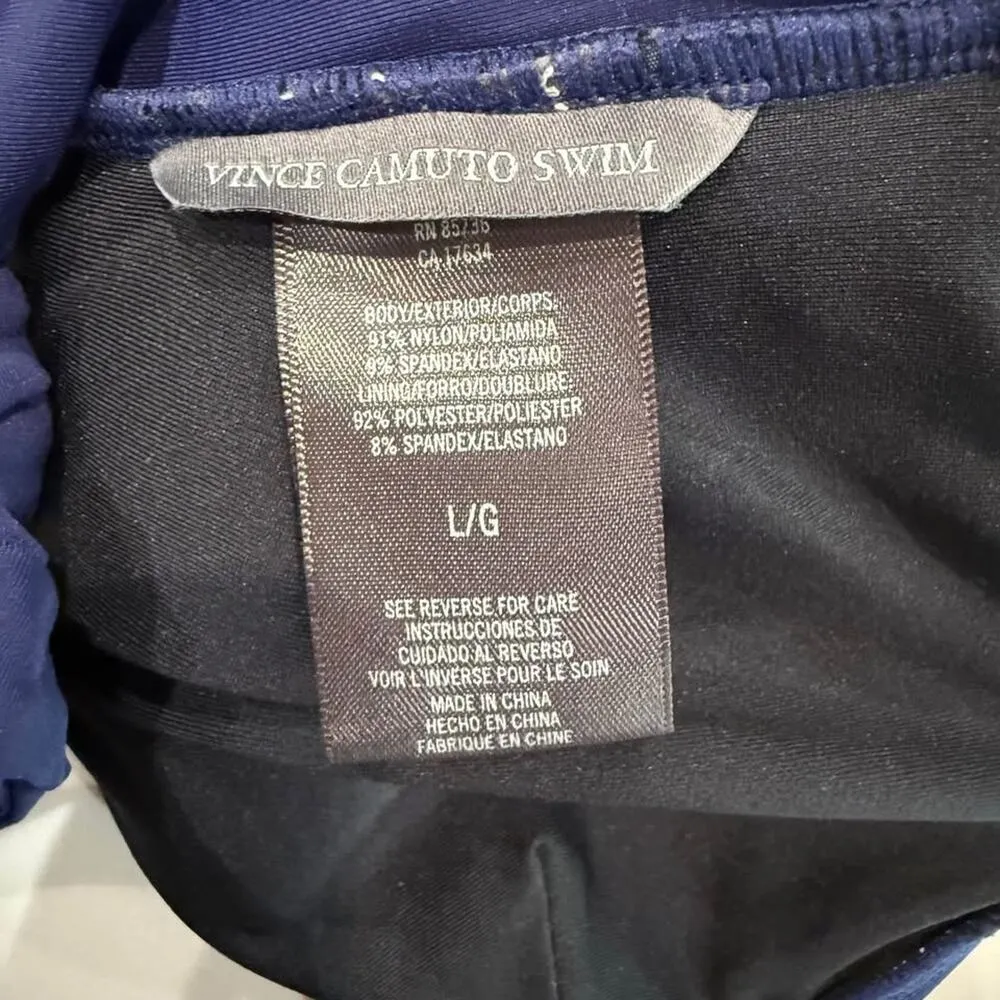 VINCE CAMUTO SWIM
RN 85738
CA 17634
BODY/EXTERIOR/CORPS:
91% NYLON/POLIAMIDA
9% SPANDEX/ELASTANO
LINING/FORRO/DOUBLURE:
92% POLYESTER/POLIESTER
8% SPANDEX/ELASTANO
L/G
SEE REVERSE FOR CARE
INSTRUCCIONES DE
CUIDADO AL REVERSO
VOIR L'INVERSE POUR LE SOIN
MADE IN CHINA
HECHO EN CHINA
FABRIQUE EN CHINE